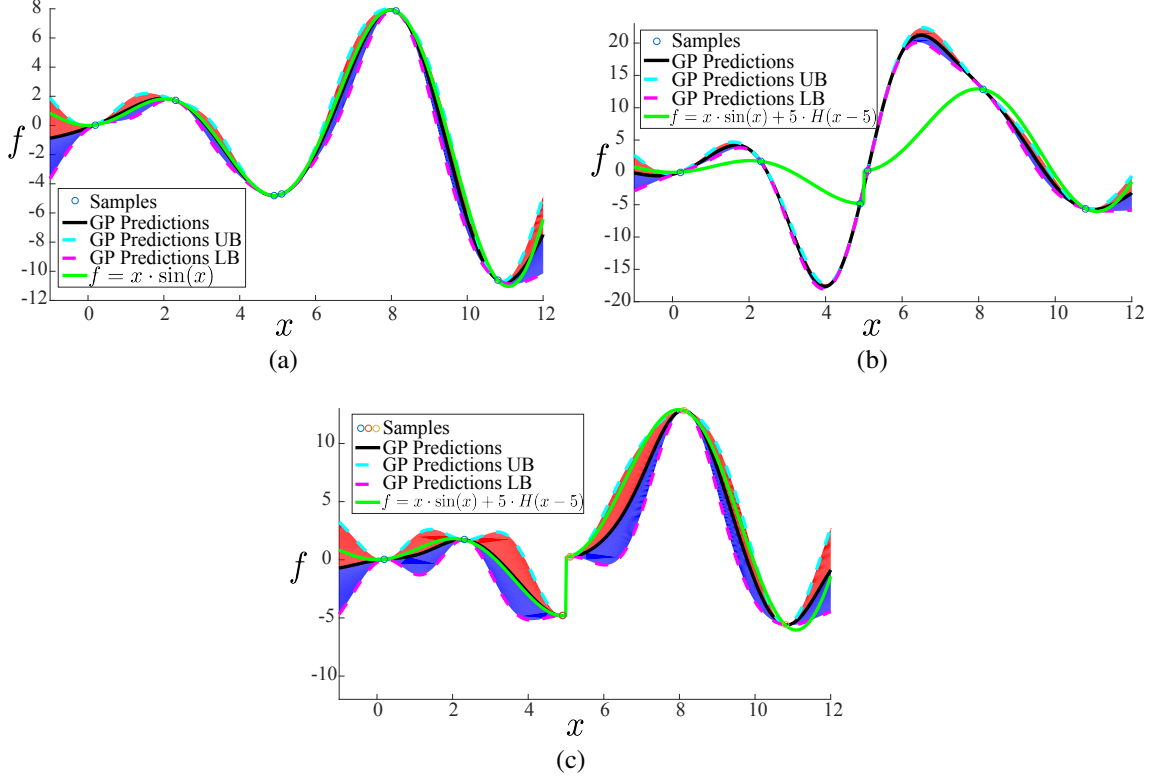 8
6
4
2
0
-2
-4
-6
-8
-10
-12
f
Samples
GP Predictions
GP Predictions UB
GP Predictions LB
f = x · sin(x)
0 2 4 6 8 10 12
x
(a)
20
15
10
5
0
-5
-10
-15
-20
f
Samples
GP Predictions
GP Predictions UB
GP Predictions LB
f = x · sin(x) + 5 · H(x − 5)
0 2 4 6 8 10 12
x
(b)
10
5
0
-5
-10
f
Samples
GP Predictions
GP Predictions UB
GP Predictions LB
f = x · sin(x) + 5 · H(x − 5)
0 2 4 6 8 10 12
x
(c)